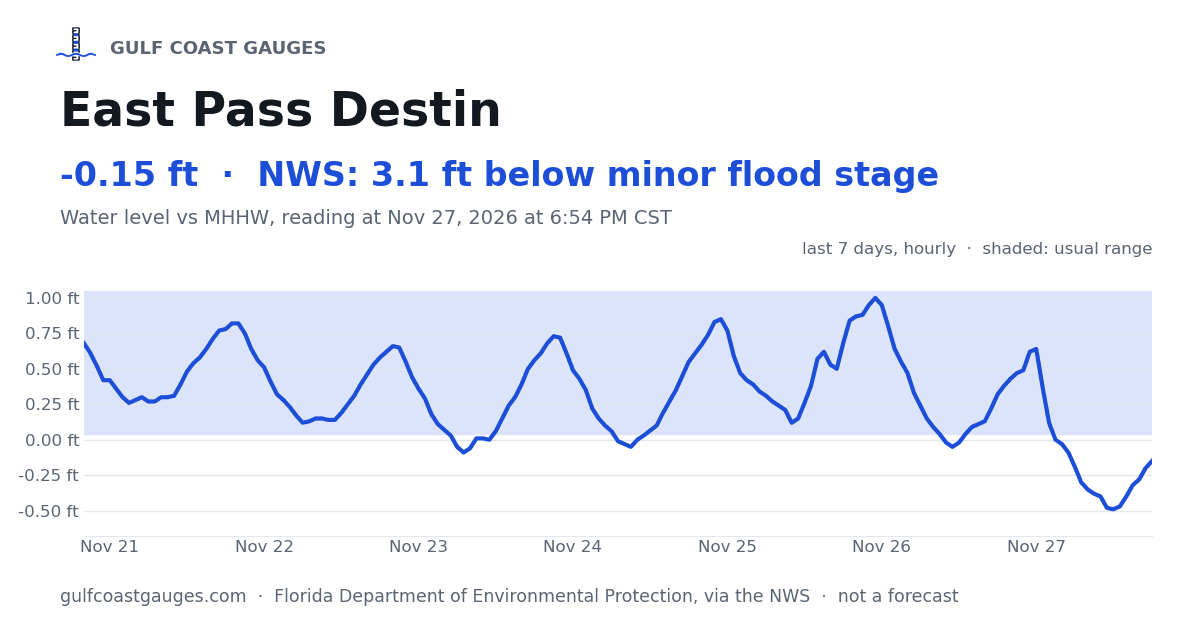 GULF COAST GAUGES
East Pass Destin
-0.15 ft · NWS: 3.1 ft below minor flood stage
Water level vs MHHW, reading at Nov 27, 2026 at 6:54 PM CST
last 7 days, hourly · shaded: usual range
1.00 ft
0.75 ft
0.50 ft
0.25 ft
0.00 ft
-0.25 ft
-0.50 ft
Nov 21 Nov 22 Nov 23 Nov 24 Nov 25 Nov 26 Nov 27
gulfcoastgauges.com · Florida Department of Environmental Protection, via the NWS · not a forecast